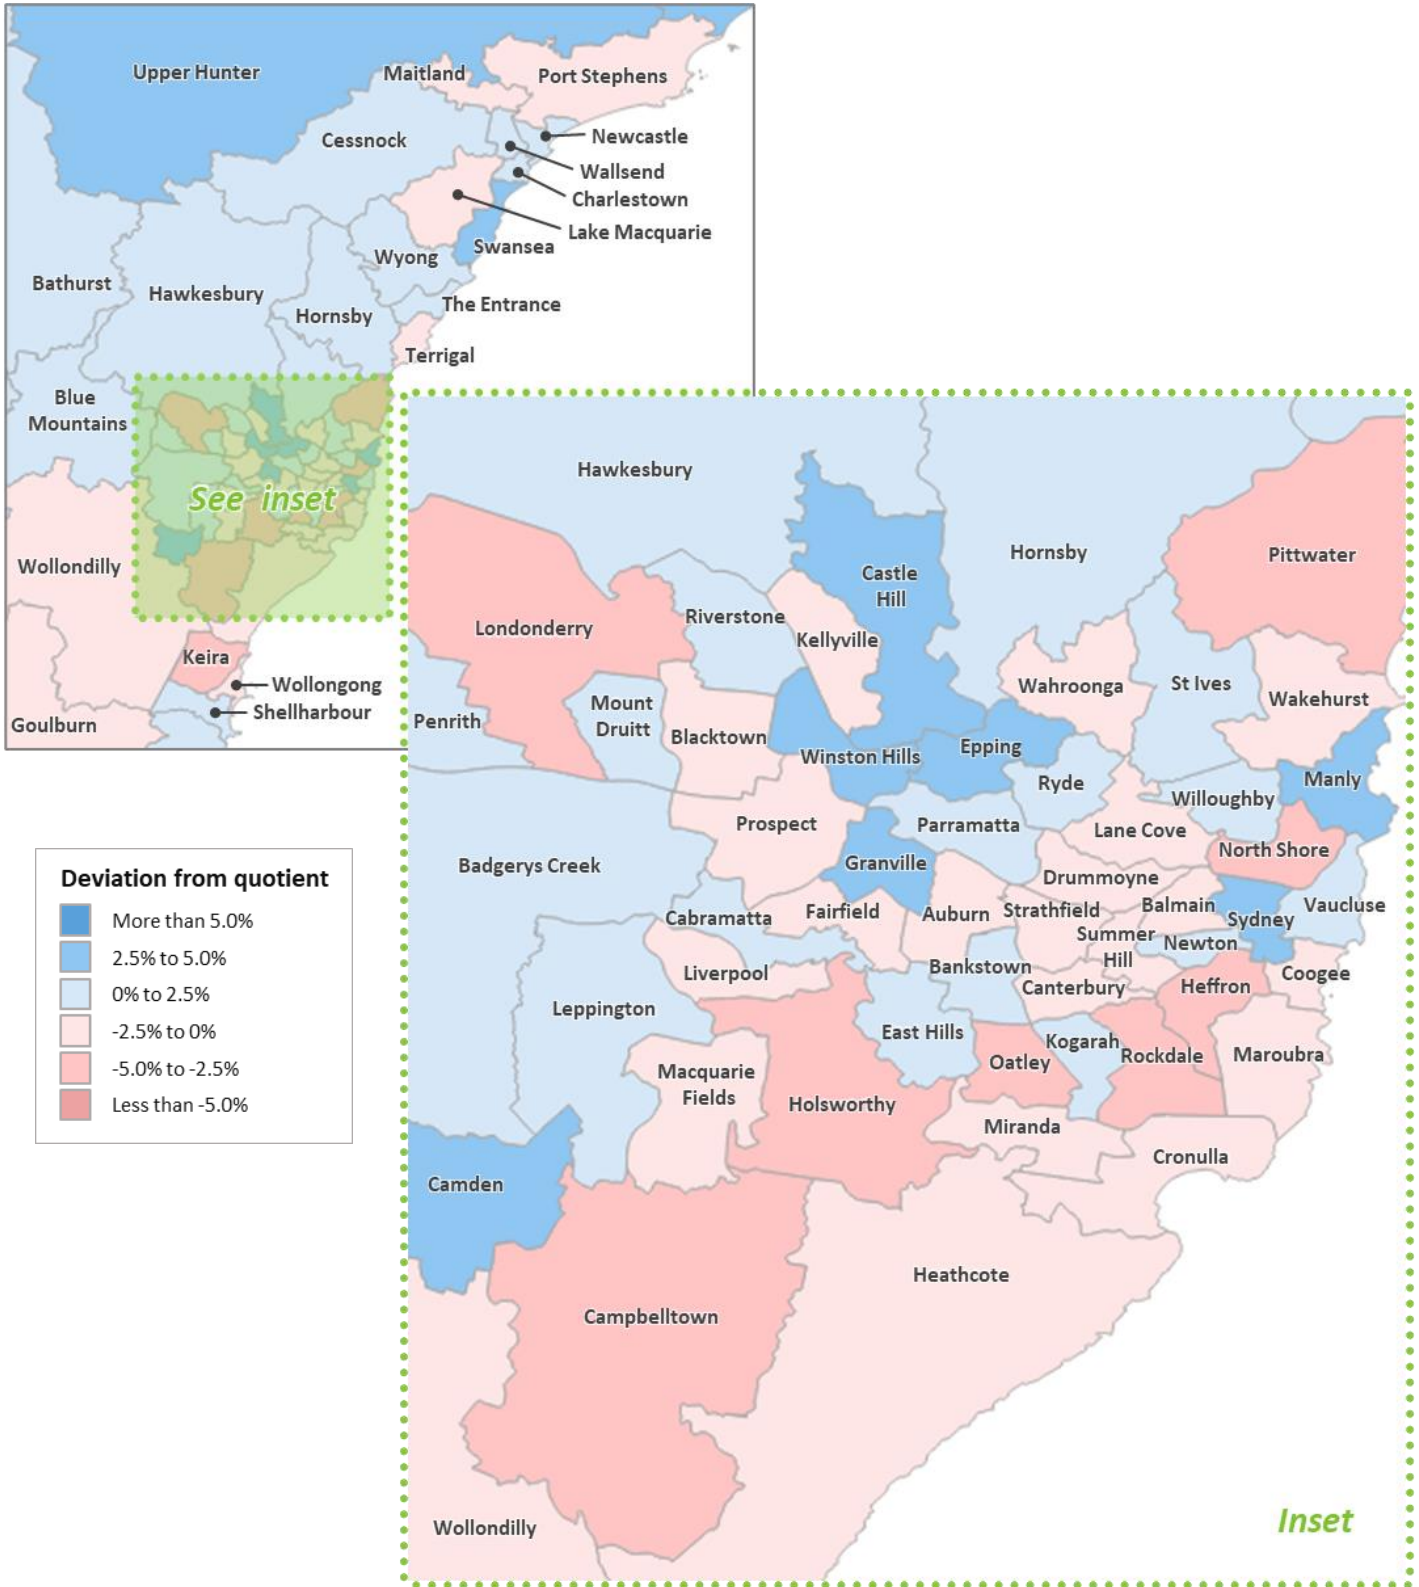 Upper Hunter
Maitland
Port Stephens
Cessnock
Newcastle
Wallsend
Charlestown
Lake Macquarie
Swansea
Wyong
Bathurst
Hawkesbury
Hornsby
The Entrance
Terrigal
Blue
Mountains
See inset
Wollondilly
Keira
Wollongong
Shellharbour
Goulburn
Deviation from quotient
More than 5.0%
2.5% to 5.0%
0% to 2.5%
-2.5% to 0%
-5.0% to -2.5%
Less than -5.0%
Hawkesbury
Hornsby
Pittwater
Castle
Hill
Londonderry
Riverstone
Kellyville
Wahroonga
St Ives
Wakehurst
Penrith
Mount
Druitt
Blacktown
Winston Hills
Epping
Ryde
Willoughby
Manly
Prospect
Parramatta
Lane Cove
North Shore
Badgerys Creek
Granville
Drummoyne
Cabramatta
Fairfield
Auburn
Strathfield
Balmain
Sydney
Vaucluse
Summer
Hill
Newton
Liverpool
Bankstown
Canterbury
Heffron
Coogee
Leppington
East Hills
Kogarah
Oatley
Rockdale
Maroubra
Macquarie
Fields
Holsworthy
Miranda
Cronulla
Camden
Heathcote
Campbelltown
Wollondilly
Inset